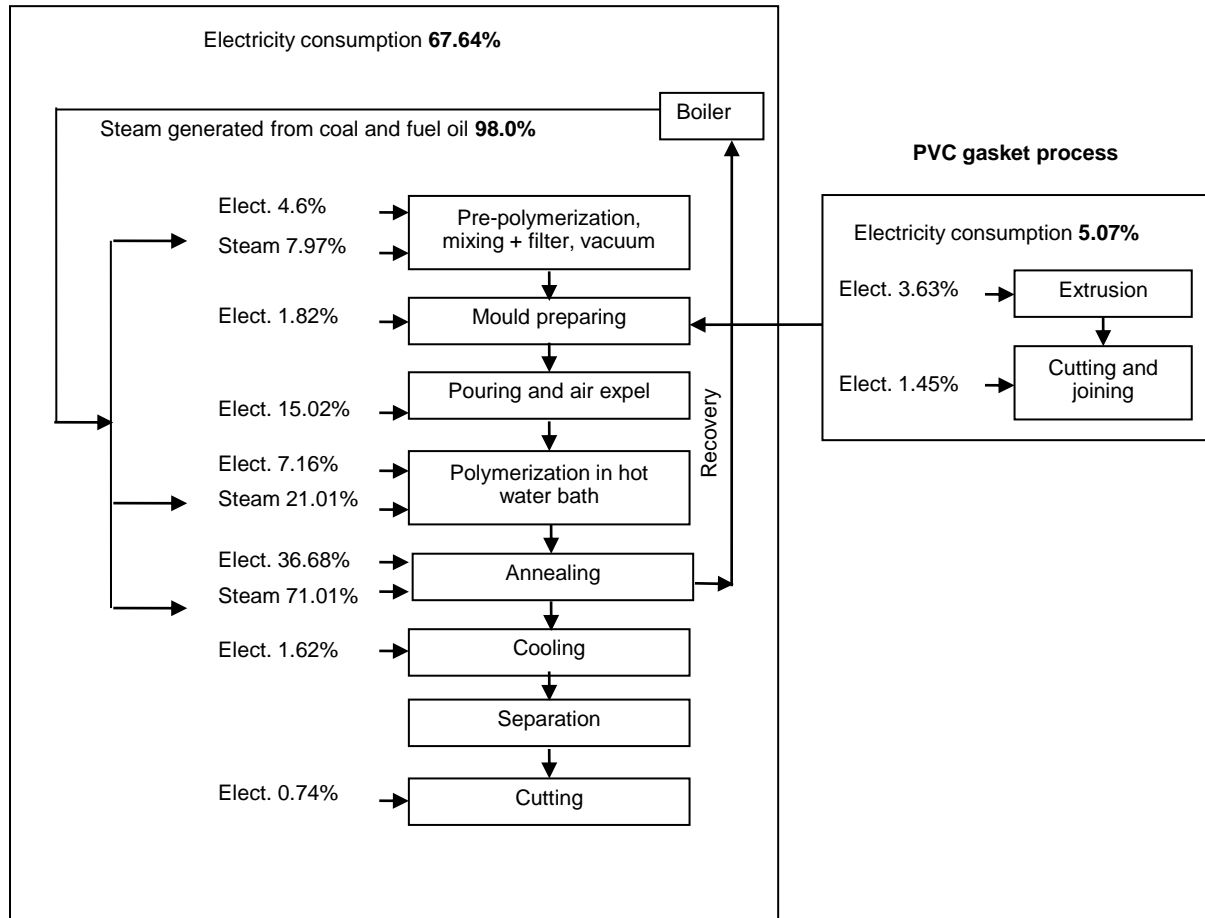 Electricity consumption 67.64%
Boiler
Steam generated from coal and fuel oil 98.0%
Elect. 4.6%
Steam 7.97%
Pre-polymerization,
mixing + filter, vacuum
Elect. 1.82%
Mould preparing
Elect. 15.02%
Pouring and air expel
Elect. 7.16%
Steam 21.01%
Polymerization in hot
water bath
Elect. 36.68%
Steam 71.01%
Annealing
Recovery
Elect. 1.62%
Cooling
Separation
Elect. 0.74%
Cutting
PVC gasket process
Electricity consumption 5.07%
Elect. 3.63%
Extrusion
Elect. 1.45%
Cutting and
joining